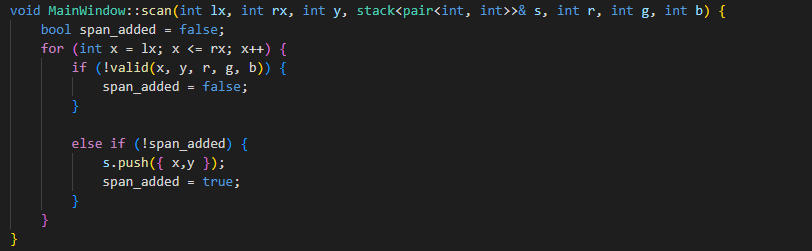 void MainWindow::scan(int lx, int rx, int y, stack<pair<int, int>>& s, int r, int g, int b) {
    bool span_added = false;
    for (int x = lx; x <= rx; x++) {
        if (!valid(x, y, r, g, b)) {
            span_added = false;
        }

        else if (!span_added) {
            s.push({ x,y });
            span_added = true;
        }
    }
}